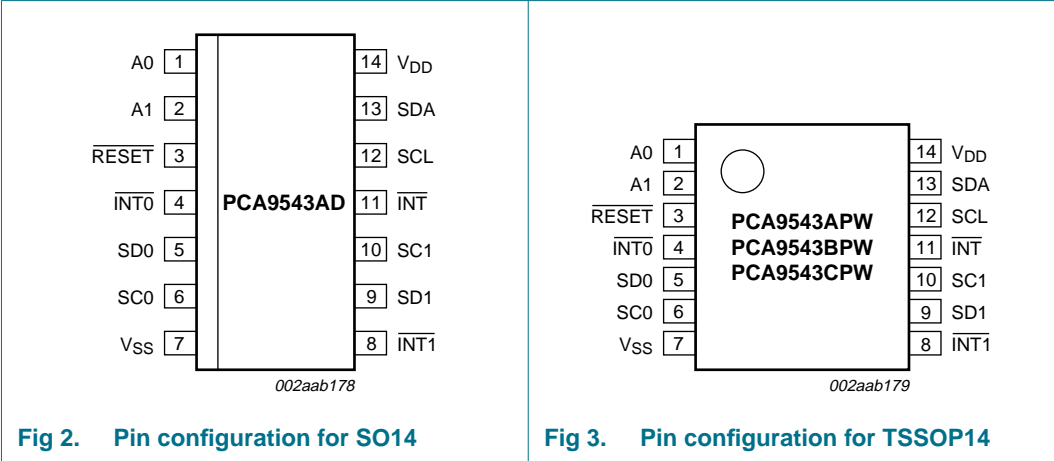 A0 1
A1 2
RESET 3
INT0 4
SD0 5
SC0 6
VSS 7
PCA9543AD
14 VDD
13 SDA
12 SCL
11 INT
10 SC1
9 SD1
8 INT1
002aab178
Fig 2. Pin configuration for SO14
A0 1
A1 2
RESET 3
INT0 4
SD0 5
SC0 6
VSS 7
PCA9543APW
PCA9543BPW
PCA9543CPW
14 VDD
13 SDA
12 SCL
11 INT
10 SC1
9 SD1
8 INT1
002aab179
Fig 3. Pin configuration for TSSOP14